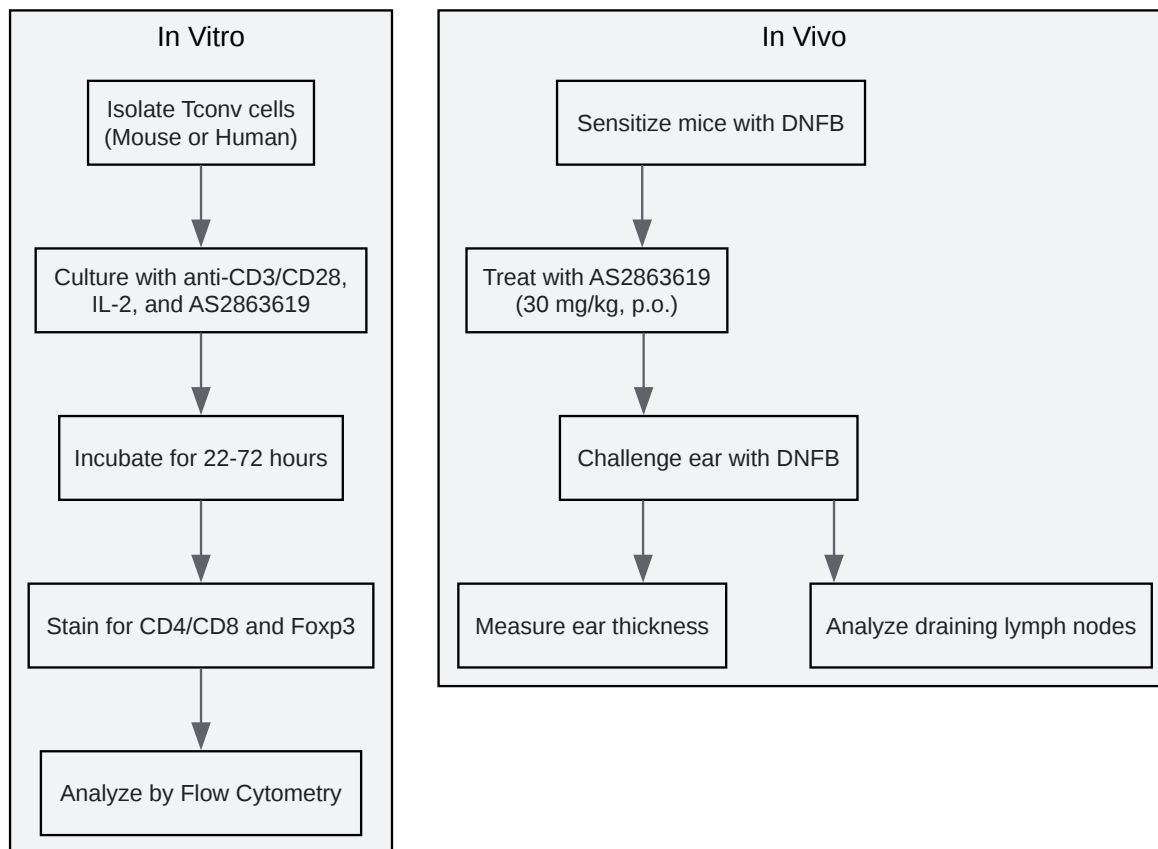 In Vitro
Isolate Tconv cells
(Mouse or Human)
Culture with anti-CD3/CD28,
IL-2, and AS2863619
Incubate for 22-72 hours
Stain for CD4/CD8 and Foxp3
Analyze by Flow Cytometry
In Vivo
Sensitize mice with DNFB
Treat with AS2863619
(30 mg/kg, p.o.)
Challenge ear with DNFB
Measure ear thickness
Analyze draining lymph nodes